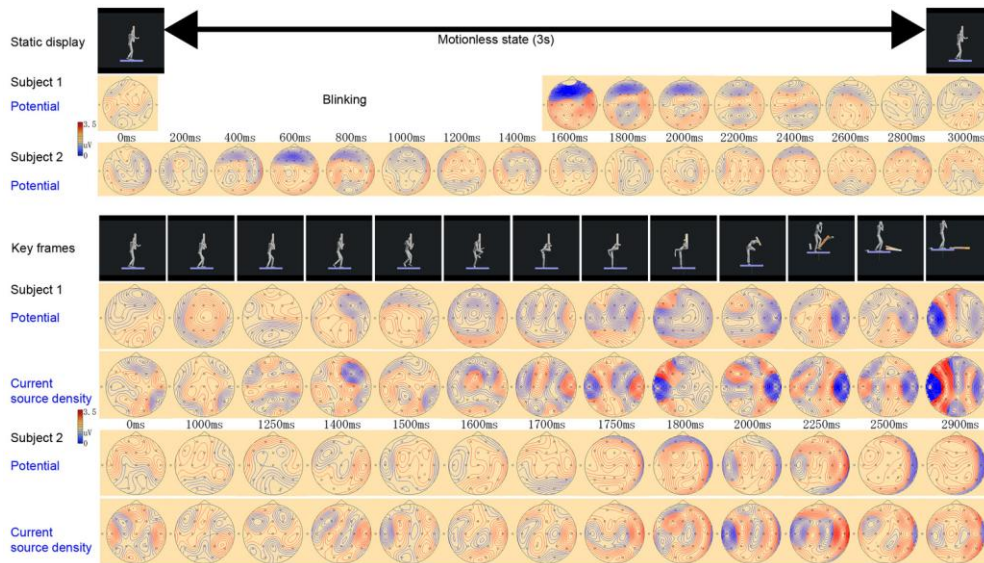 Static display
Motionless state (3s)
Subject 1
Potential
Blinking
3.5
uV
0
0ms 200ms 400ms 600ms 800ms 1000ms 1200ms 1400ms 1600ms 1800ms 2000ms 2200ms 2400ms 2600ms 2800ms 3000ms
Subject 2
Potential
Key frames
Subject 1
Potential
Current
source density
3.5
uV
0
0ms 1000ms 1250ms 1400ms 1500ms 1600ms 1700ms 1750ms 1800ms 2000ms 2250ms 2500ms 2900ms
Subject 2
Potential
Current
source density